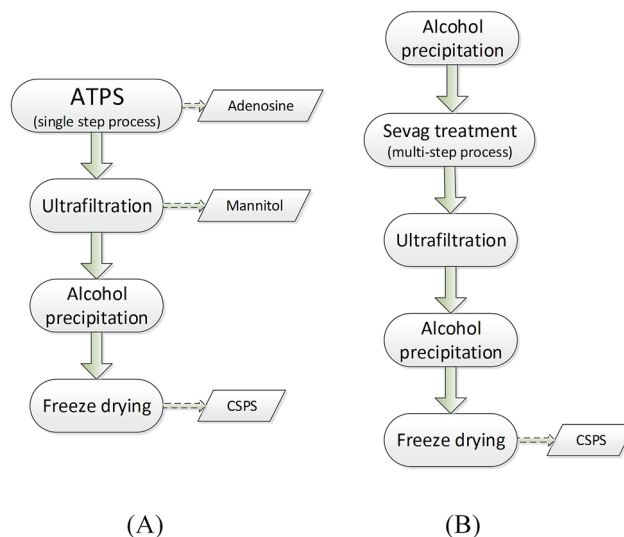 ATPS
(single step process)
Adenosine
Ultrafiltration
Mannitol
Alcohol
precipitation
Freeze drying
CSPS
(A)
Alcohol
precipitation
Sevag treatment
(multi-step process)
Ultrafiltration
Alcohol
precipitation
Freeze drying
CSPS
(B)